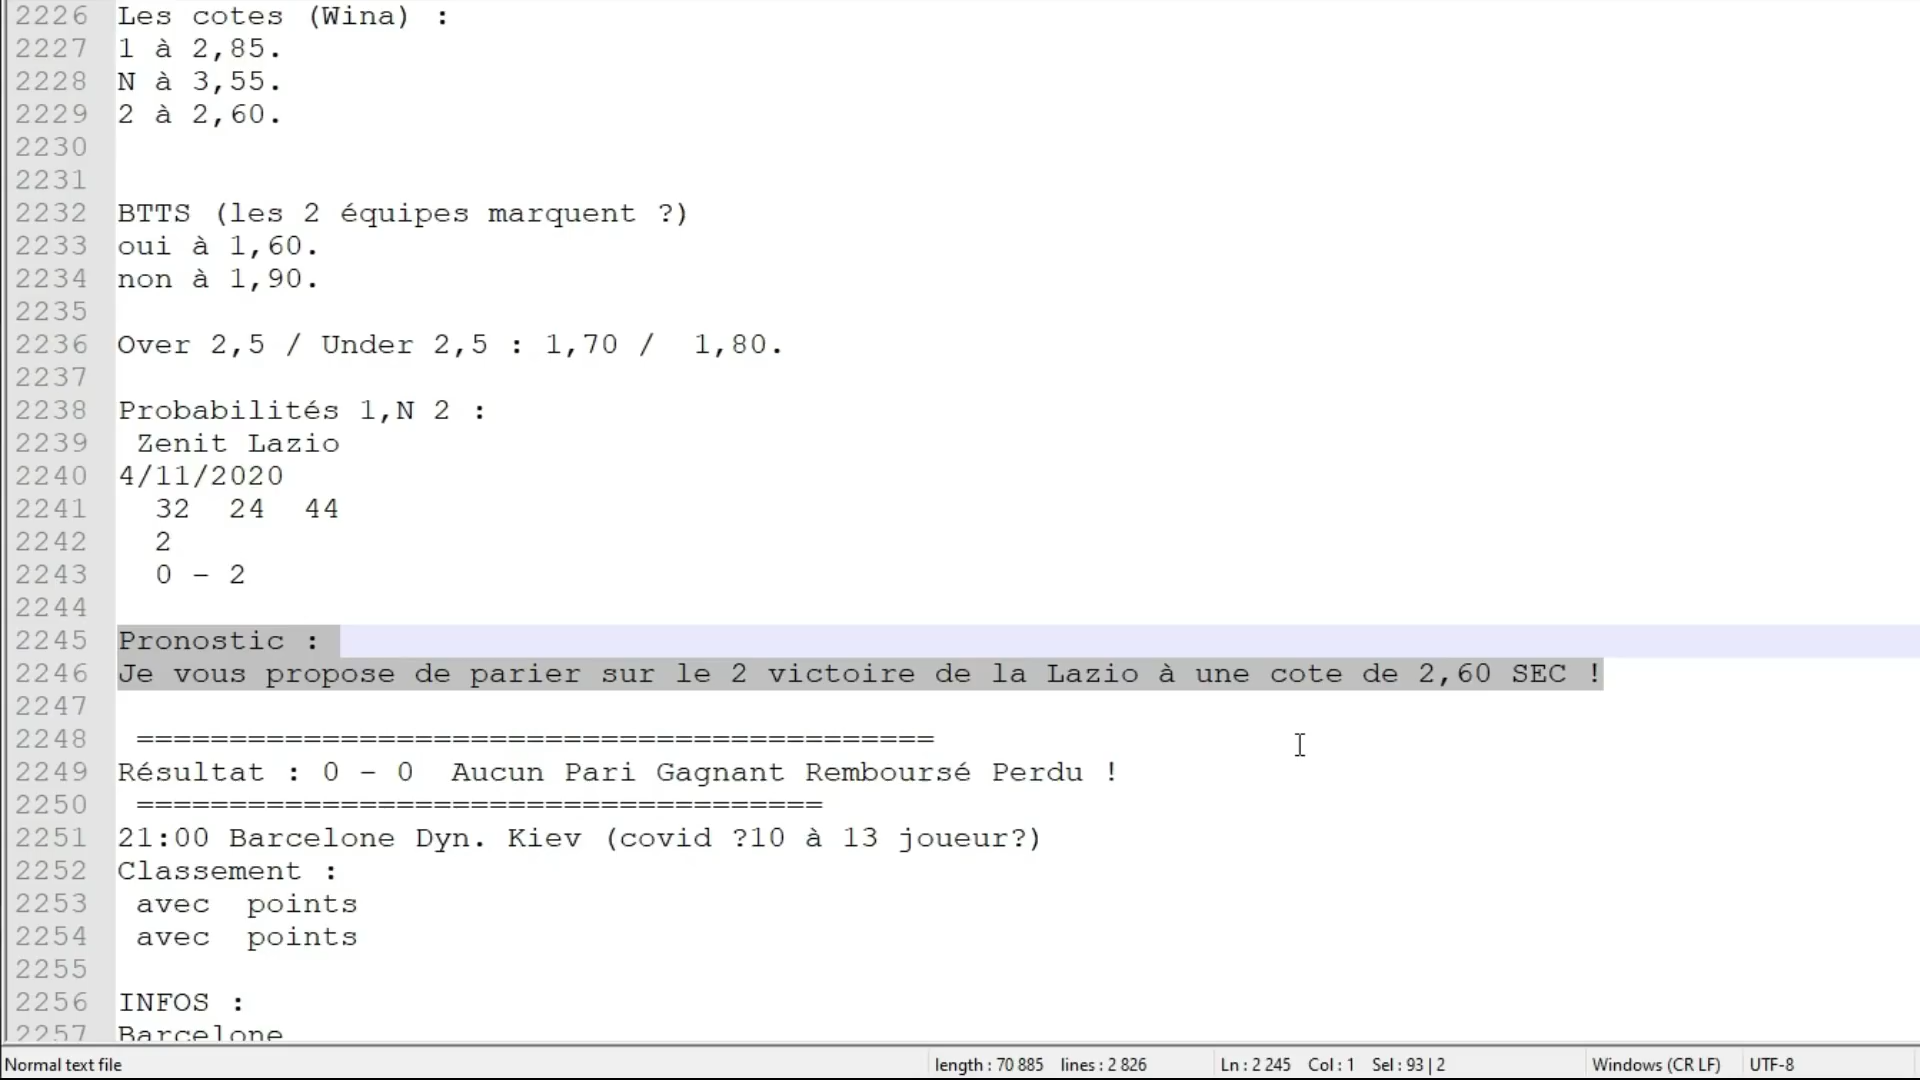 2226 Les cotes (Wina) :
2227 1 à 2,85.
2228 N à 3,55.
2229 2 à 2,60.
2230
2231
2232 BTTS (les 2 équipes marquent ?)
2233 oui à 1,60.
2234 non à 1,90.
2235
2236 Over 2,5 / Under 2,5 : 1,70 /  1,80.
2237
2238 Probabilités 1,N 2 :
2239  Zenit Lazio
2240 4/11/2020
2241   32  24  44
2242   2
2243   0 - 2
2244
2245 Pronostic :
2246 Je vous propose de parier sur le 2 victoire de la Lazio à une cote de 2,60 SEC !
2247
2248  ===========================================
2249 Résultat : 0 - 0  Aucun Pari Gagnant Remboursé Perdu !
2250  =====================================
2251 21:00 Barcelone Dyn. Kiev (covid ?10 à 13 joueur?)
2252 Classement :
2253  avec  points
2254  avec  points
2255
2256 INFOS :
2257 Barcelone
Normal text file length : 70 885 lines : 2 826 Ln : 2 245 Col : 1 Sel : 93 | 2 Windows (CR LF) UTF-8